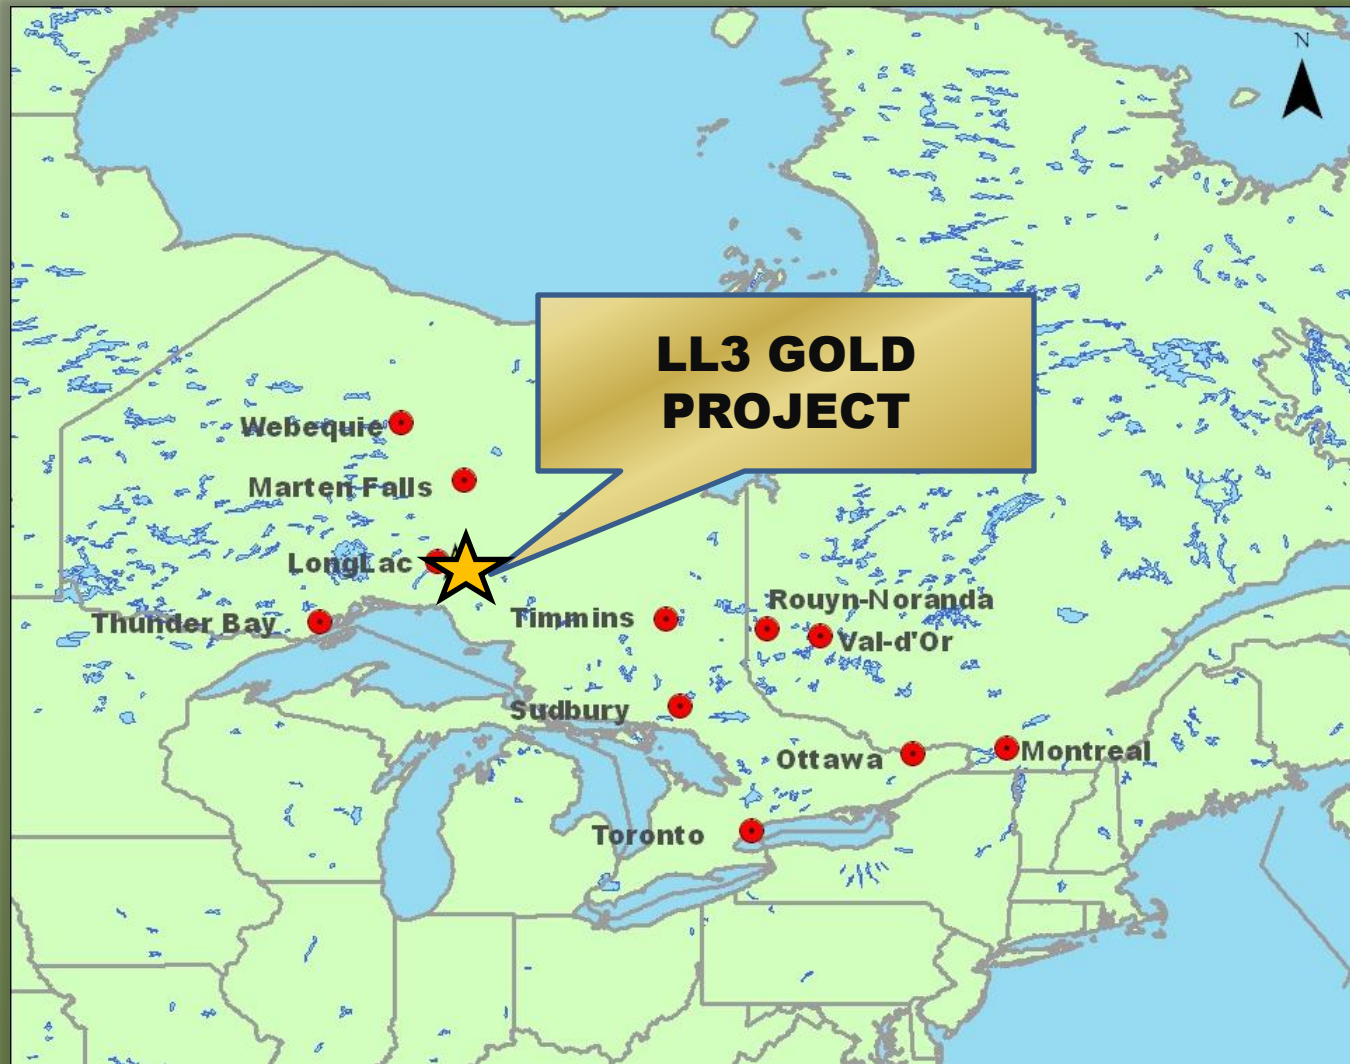 N
LL3 GOLD
PROJECT
Webequie
Marten Falls
LongLac
Thunder Bay
Timmins
Rouyn-Noranda
Val-d'Or
Sudbury
Ottawa
Montreal
Toronto